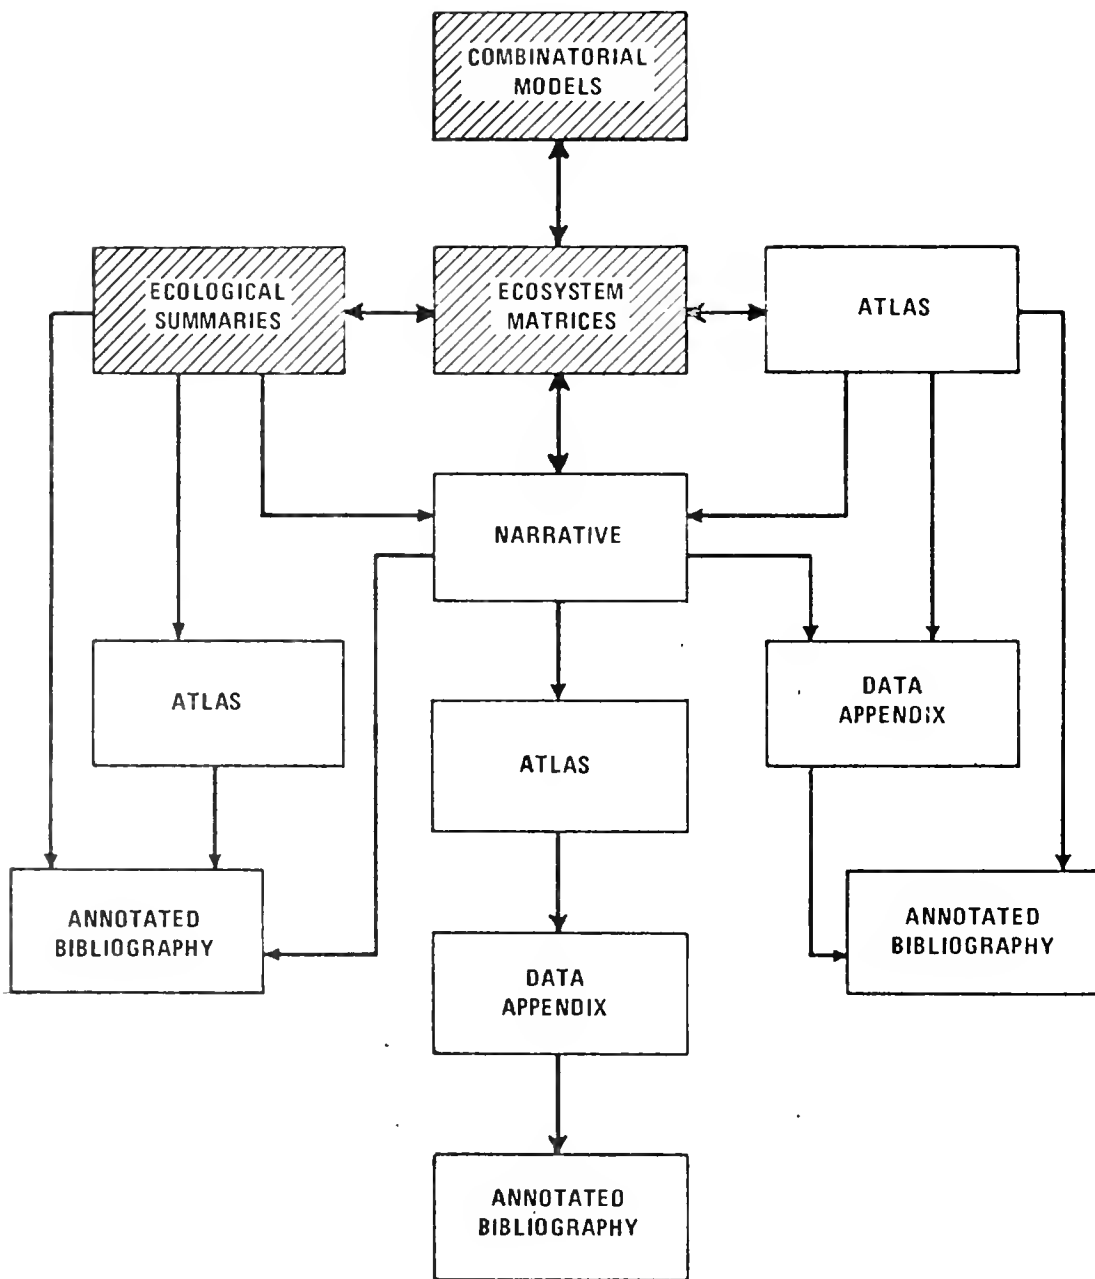 COMBINATORIAL
MODELS
ECOLOGICAL
SUMMARIES
ECOSYSTEM
MATRICES
ATLAS
NARRATIVE
ATLAS
DATA
APPENDIX
ATLAS
ANNOTATED
BIBLIOGRAPHY
ANNOTATED
BIBLIOGRAPHY
DATA
APPENDIX
ANNOTATED
BIBLIOGRAPHY